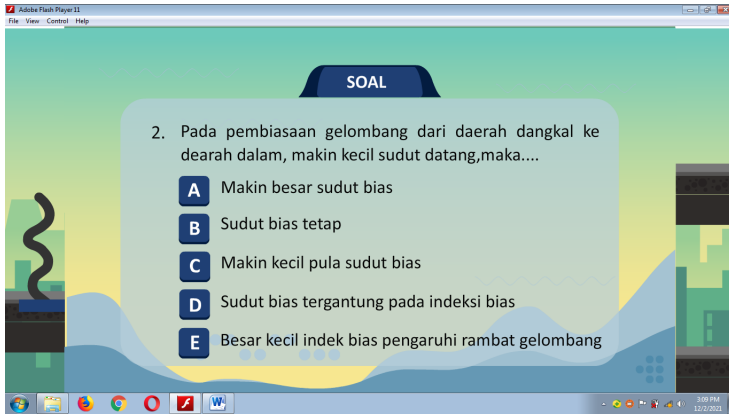 Adobe Flash Player 11
File View Control Help
SOAL
2. Pada pembiasaan gelombang dari daerah dangkal ke
dearah dalam, makin kecil sudut datang,maka....
A Makin besar sudut bias
B Sudut bias tetap
C Makin kecil pula sudut bias
D Sudut bias tergantung pada indeksi bias
E Besar kecil indek bias pengaruhi rambat gelombang
3:09 PM
12/2/2021